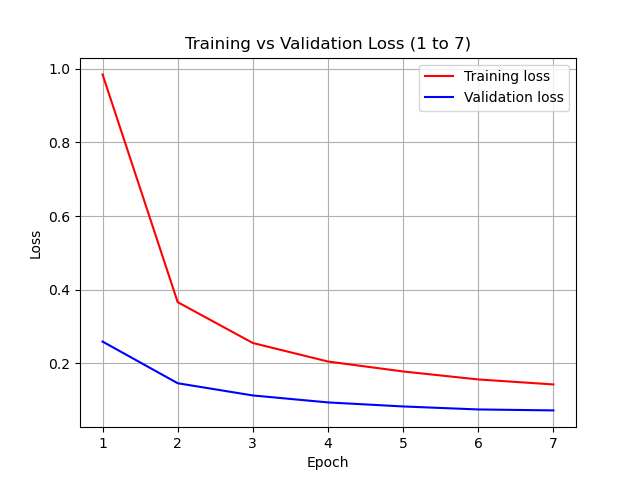 Training vs Validation Loss (1 to 7)
1.0
0.8
0.6
0.4
0.2
Loss
Training loss
Validation loss
1 2 3 4 5 6 7
Epoch